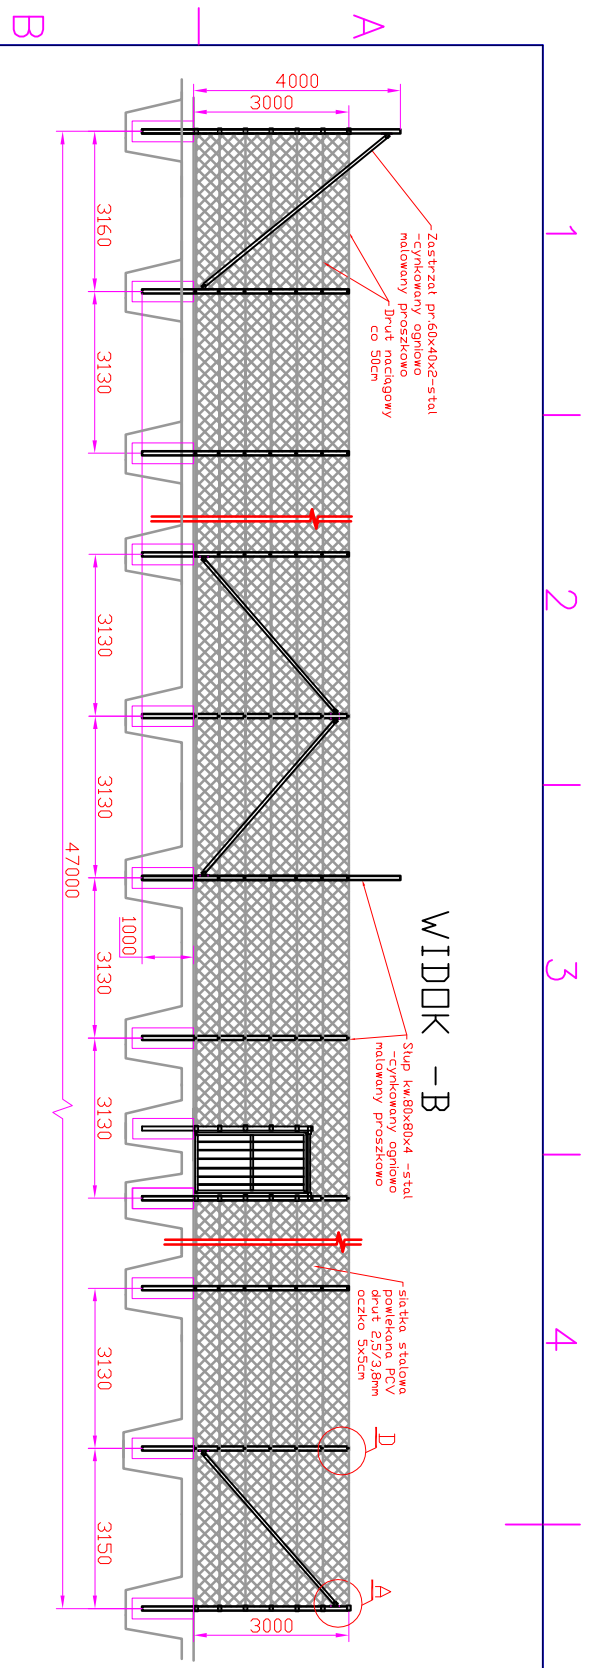 B
A
1
2
3
4
WIDOK -B
4000
3000
Zastrzał pr.60x40x2-stal
-cynkowany ogniowo
malowany proszkowo
Drut naciągowy
co 50cm
Słup kw.80x80x4 -stal
-cynkowany ogniowo
malowany proszkowo
siatka stalowa
powlekana PCV
drut 2,5/3,8mm
oczko 5x5cm
D
A
3160
3130
3130
3130
3130
3130
3130
3150
1000
47000
3000